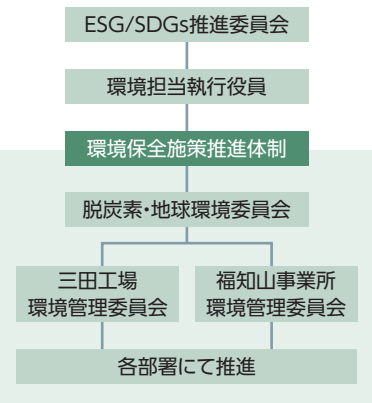 ESG/SDGs推進委員会
環境担当執行役員
環境保全施策推進体制
脱炭素・地球環境委員会
三田工場
環境管理委員会
福知山事業所
環境管理委員会
各部署にて推進